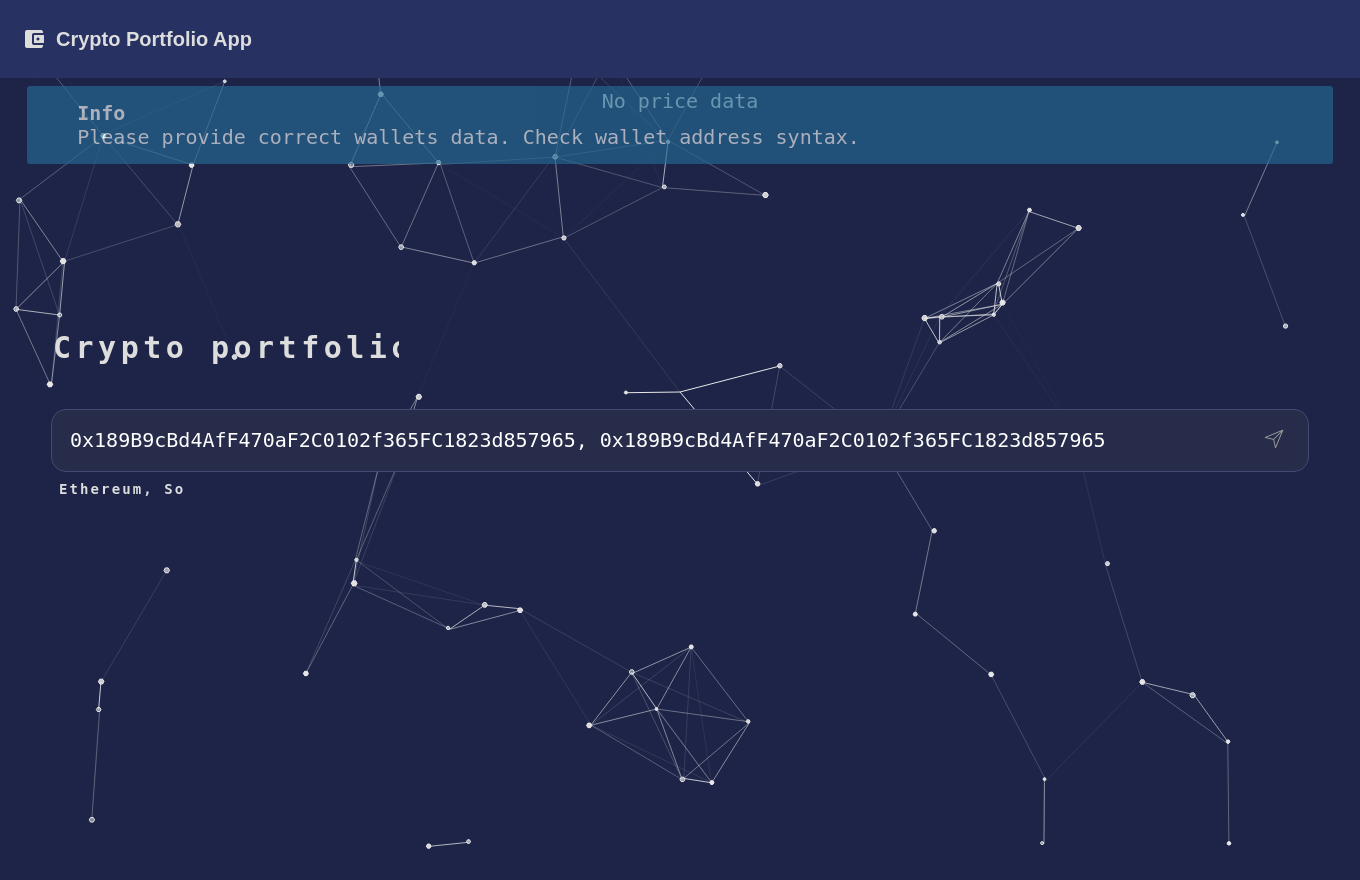 Crypto Portfolio App
No price data
Info
Please provide correct wallets data. Check wallet address syntax.
Crypto portfolio
0x189B9cBd4AfF470aF2C0102f365FC1823d857965, 0x189B9cBd4AfF470aF2C0102f365FC1823d857965
Ethereum, So